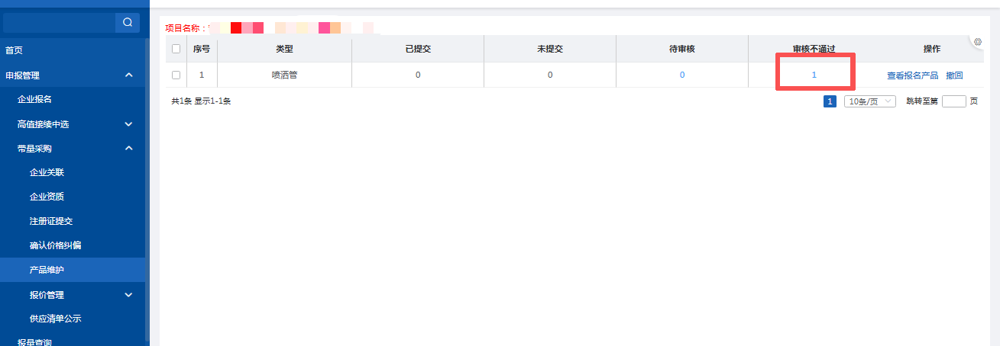 项目名称：
首页
申报管理
企业报名
高值接续中选
带量采购
企业关联
企业资质
注册证提交
确认价格纠偏
产品维护
报价管理
供应清单公示
报量查询
序号 类型 已提交 未提交 待审核 审核不通过 操作
1 喷洒管 0 0 0 1 查看报名产品 撤回
共1条 显示1-1条 1 10条/页 跳转至第 页